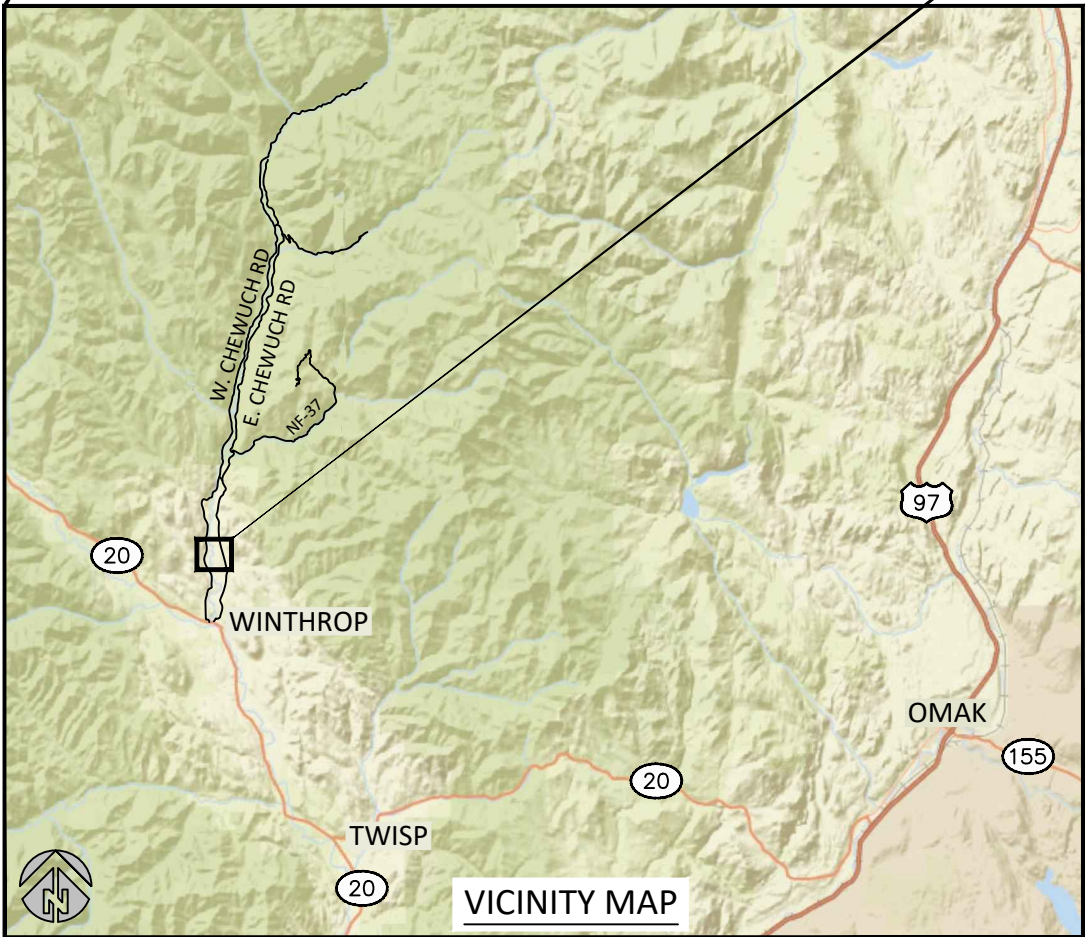 W. CHEWUCH RD
E. CHEWUCH RD
NF-37
97
20
WINTHROP
OMAK
155
20
TWISP
20
VICINITY MAP
N